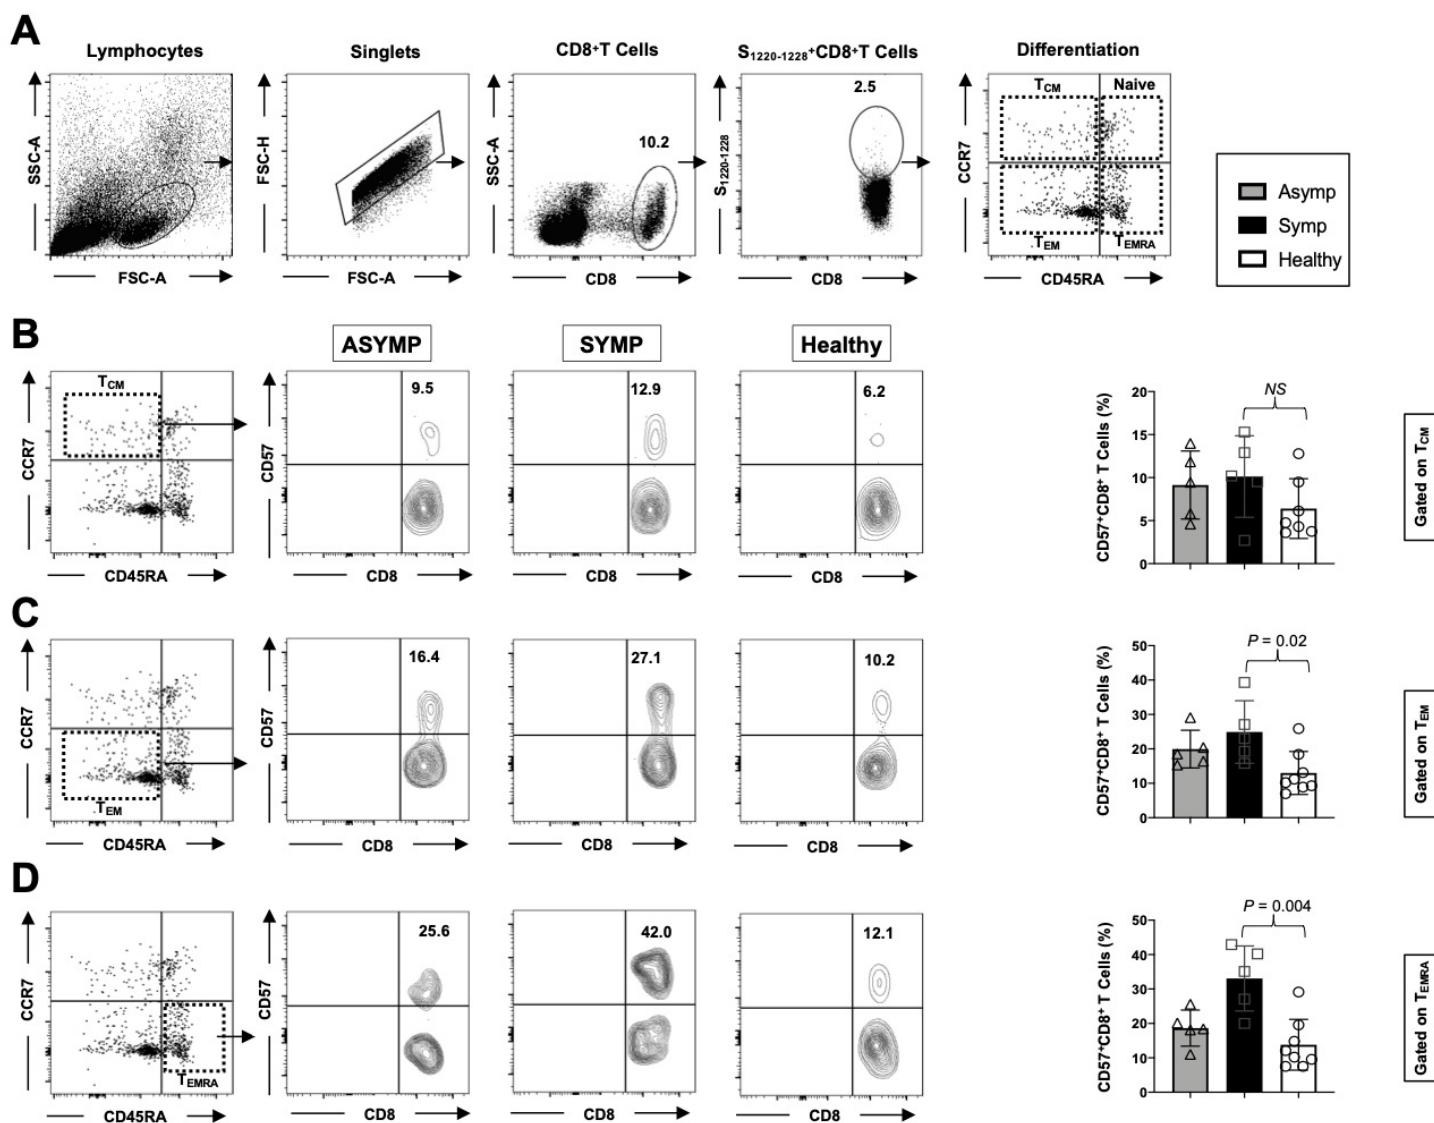 A
Lymphocytes
Singlets
CD8+T Cells
S1220-1228+CD8+T Cells
Differentiation
SSC-A
FSC-A
FSC-H
FSC-A
SSC-A
10.2
CD8
S1220-1228
2.5
CD8
CCR7
TCM
Naive
TEM
TEMRA
CD45RA
Asymp
Symp
Healthy
B
ASYMP
SYMP
Healthy
CCR7
TCM
CD45RA
CD57
9.5
CD8
12.9
CD8
6.2
CD8
CD57+CD8+ T Cells (%)
20
15
10
5
0
NS
Gated on TCM
C
CCR7
TEM
CD45RA
CD57
16.4
CD8
27.1
CD8
10.2
CD8
CD57+CD8+ T Cells (%)
50
40
30
20
10
0
P = 0.02
Gated on TEM
D
CCR7
TEMRA
CD45RA
CD57
25.6
CD8
42.0
CD8
12.1
CD8
CD57+CD8+ T Cells (%)
50
40
30
20
10
0
P = 0.004
Gated on TEMRA